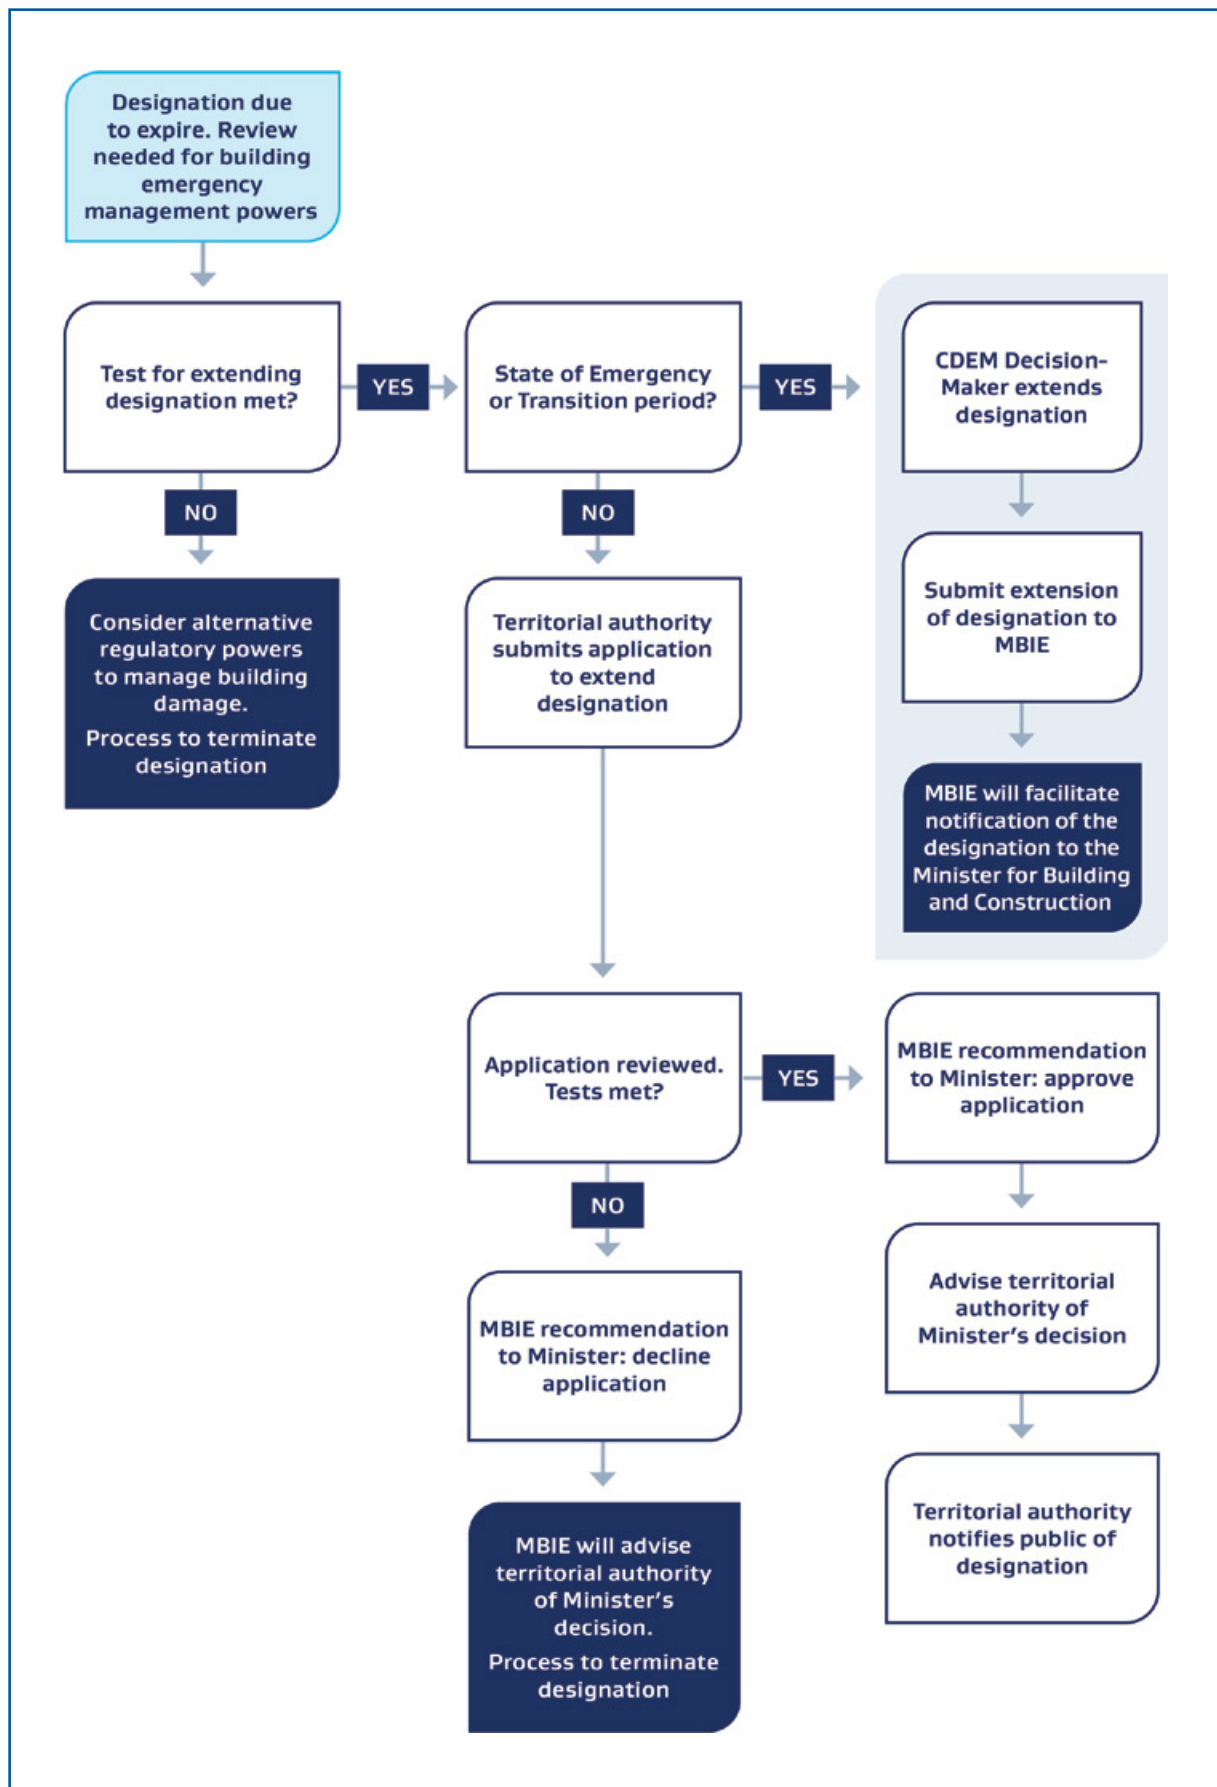 Designation due
to expire. Review
needed for building
emergency
management powers
Test for extending
designation met?
YES
State of Emergency
or Transition period?
YES
CDEM Decision-
Maker extends
designation
NO
NO
Submit extension
of designation to
MBIE
Consider alternative
regulatory powers
to manage building
damage.
Process to terminate
designation
Territorial authority
submits application
to extend
designation
MBIE will facilitate
notification of the
designation to the
Minister for Building
and Construction
Application reviewed.
Tests met?
YES
MBIE recommendation
to Minister: approve
application
NO
Advise territorial
authority of
Minister’s decision
MBIE recommendation
to Minister: decline
application
Territorial authority
notifies public of
designation
MBIE will advise
territorial authority
of Minister’s
decision.
Process to terminate
designation